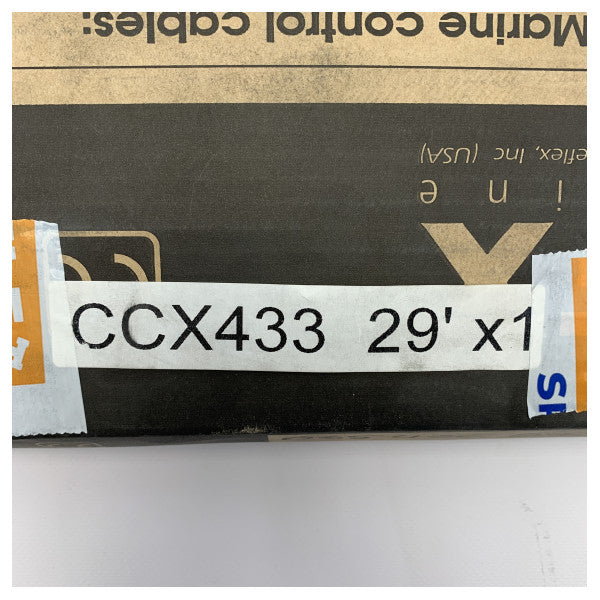 Marine control cables:
eflex, Inc (USA)
ine
X
CCX433 29' x1